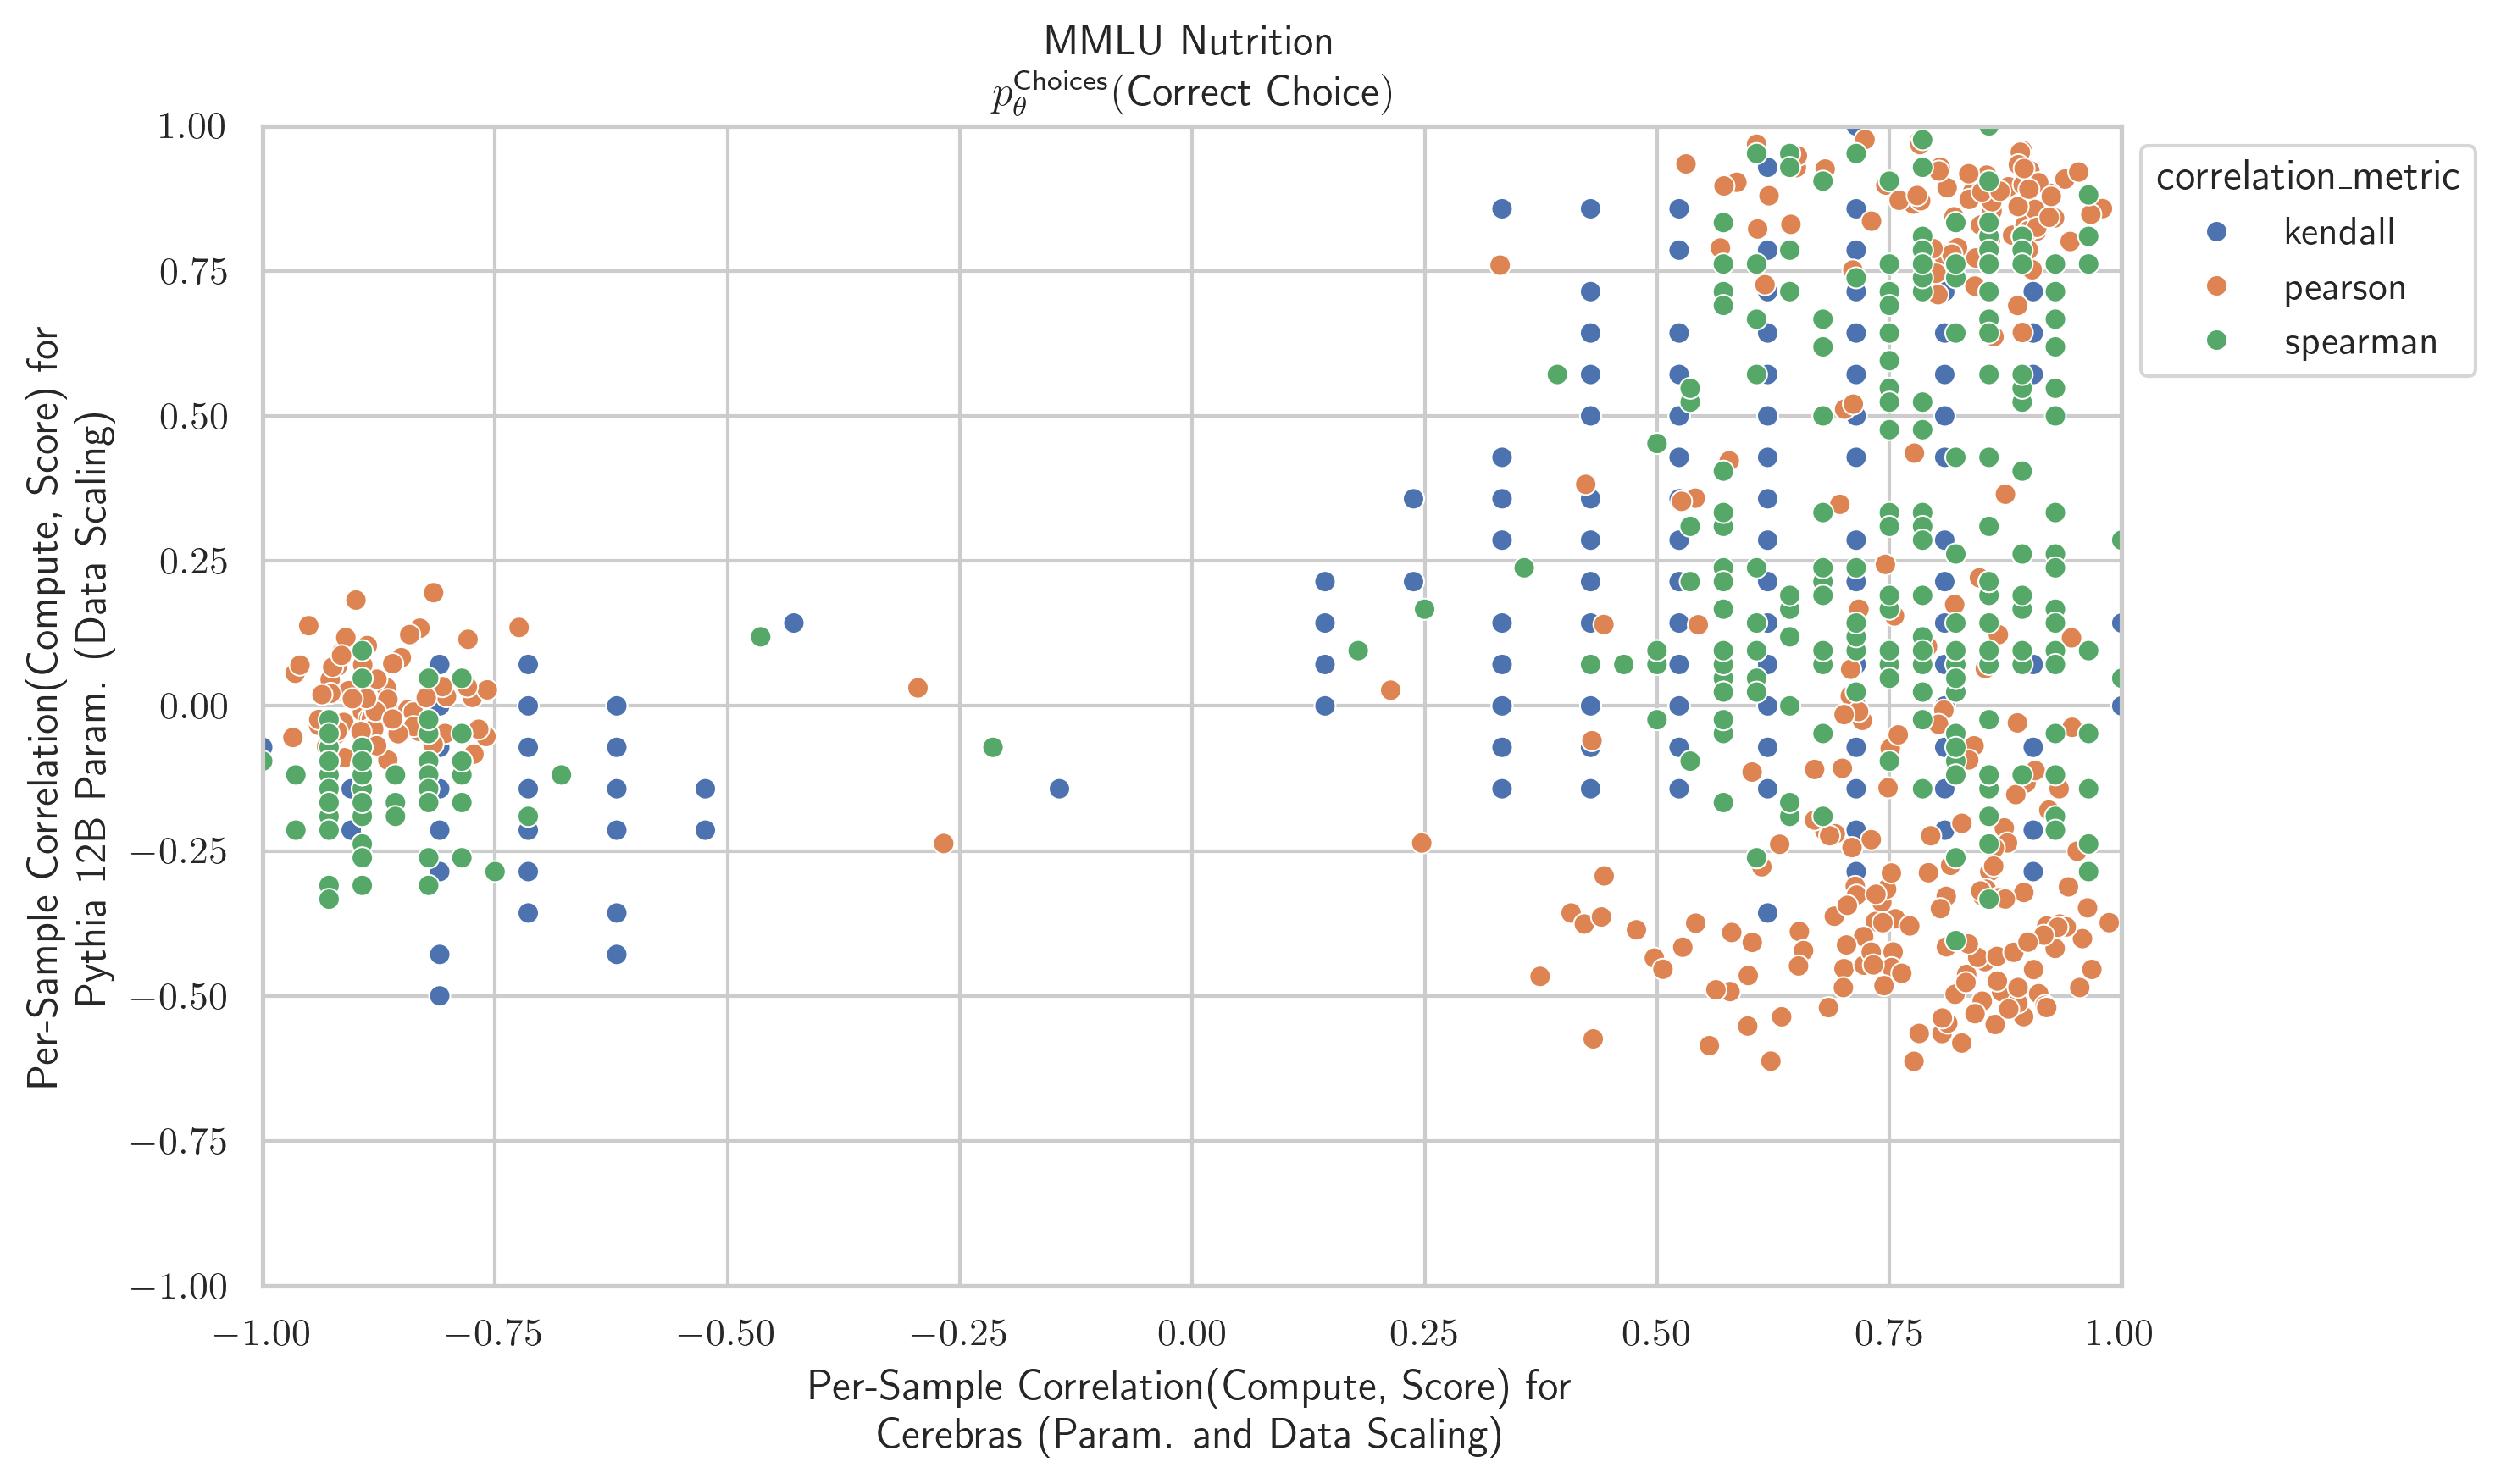 MMLU Nutrition
p_θ^Choices(Correct Choice)
Per-Sample Correlation(Compute, Score) for
Pythia 12B Param. (Data Scaling)
1.00
0.75
0.50
0.25
0.00
−0.25
−0.50
−0.75
−1.00
−1.00 −0.75 −0.50 −0.25 0.00 0.25 0.50 0.75 1.00
Per-Sample Correlation(Compute, Score) for
Cerebras (Param. and Data Scaling)
correlation_metric
kendall
pearson
spearman